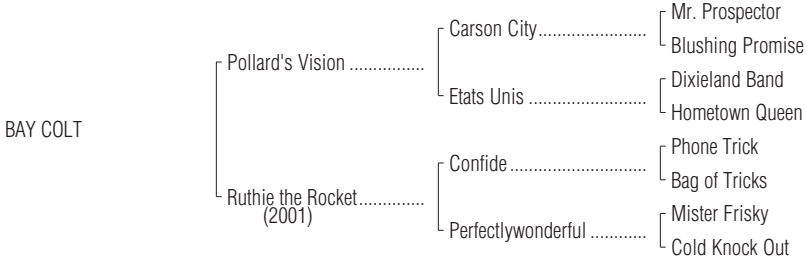 Mr. Prospector
Carson City.......................
Blushing Promise
Pollard's Vision ................
Dixieland Band
Etats Unis .........................
Hometown Queen
BAY COLT
Phone Trick
Confide.............................
Bag of Tricks
Ruthie the Rocket..............
(2001)
Mister Frisky
Perfectlywonderful ............
Cold Knock Out